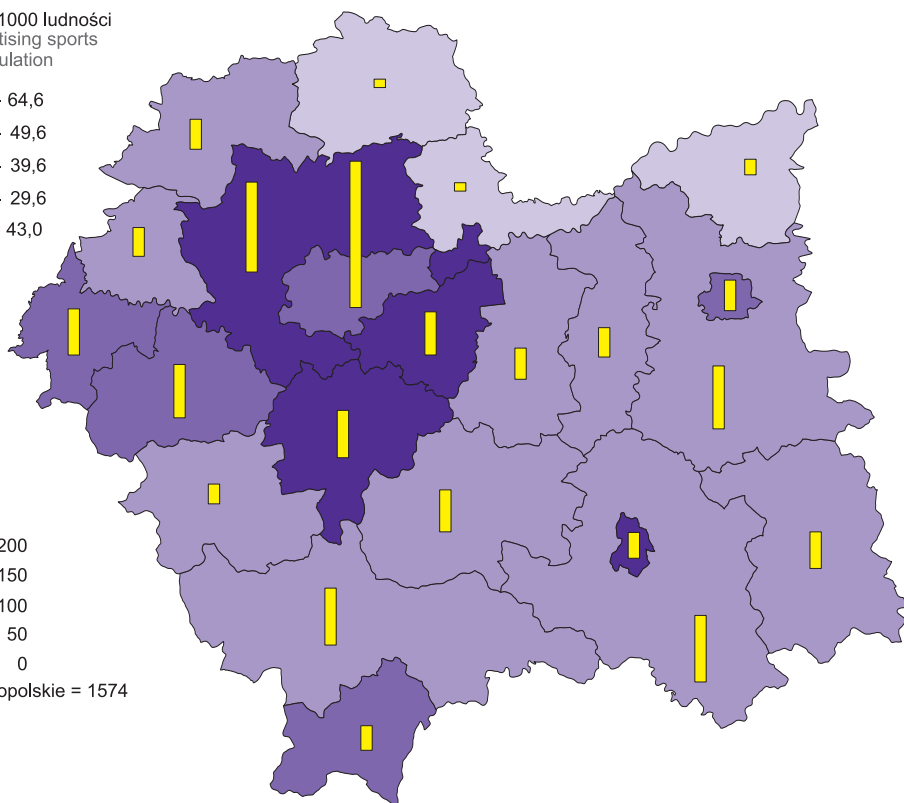 1000 ludności
tising sports
ulation
- 64,6
- 49,6
- 39,6
- 29,6
43,0
200
150
100
50
0
opolskie = 1574